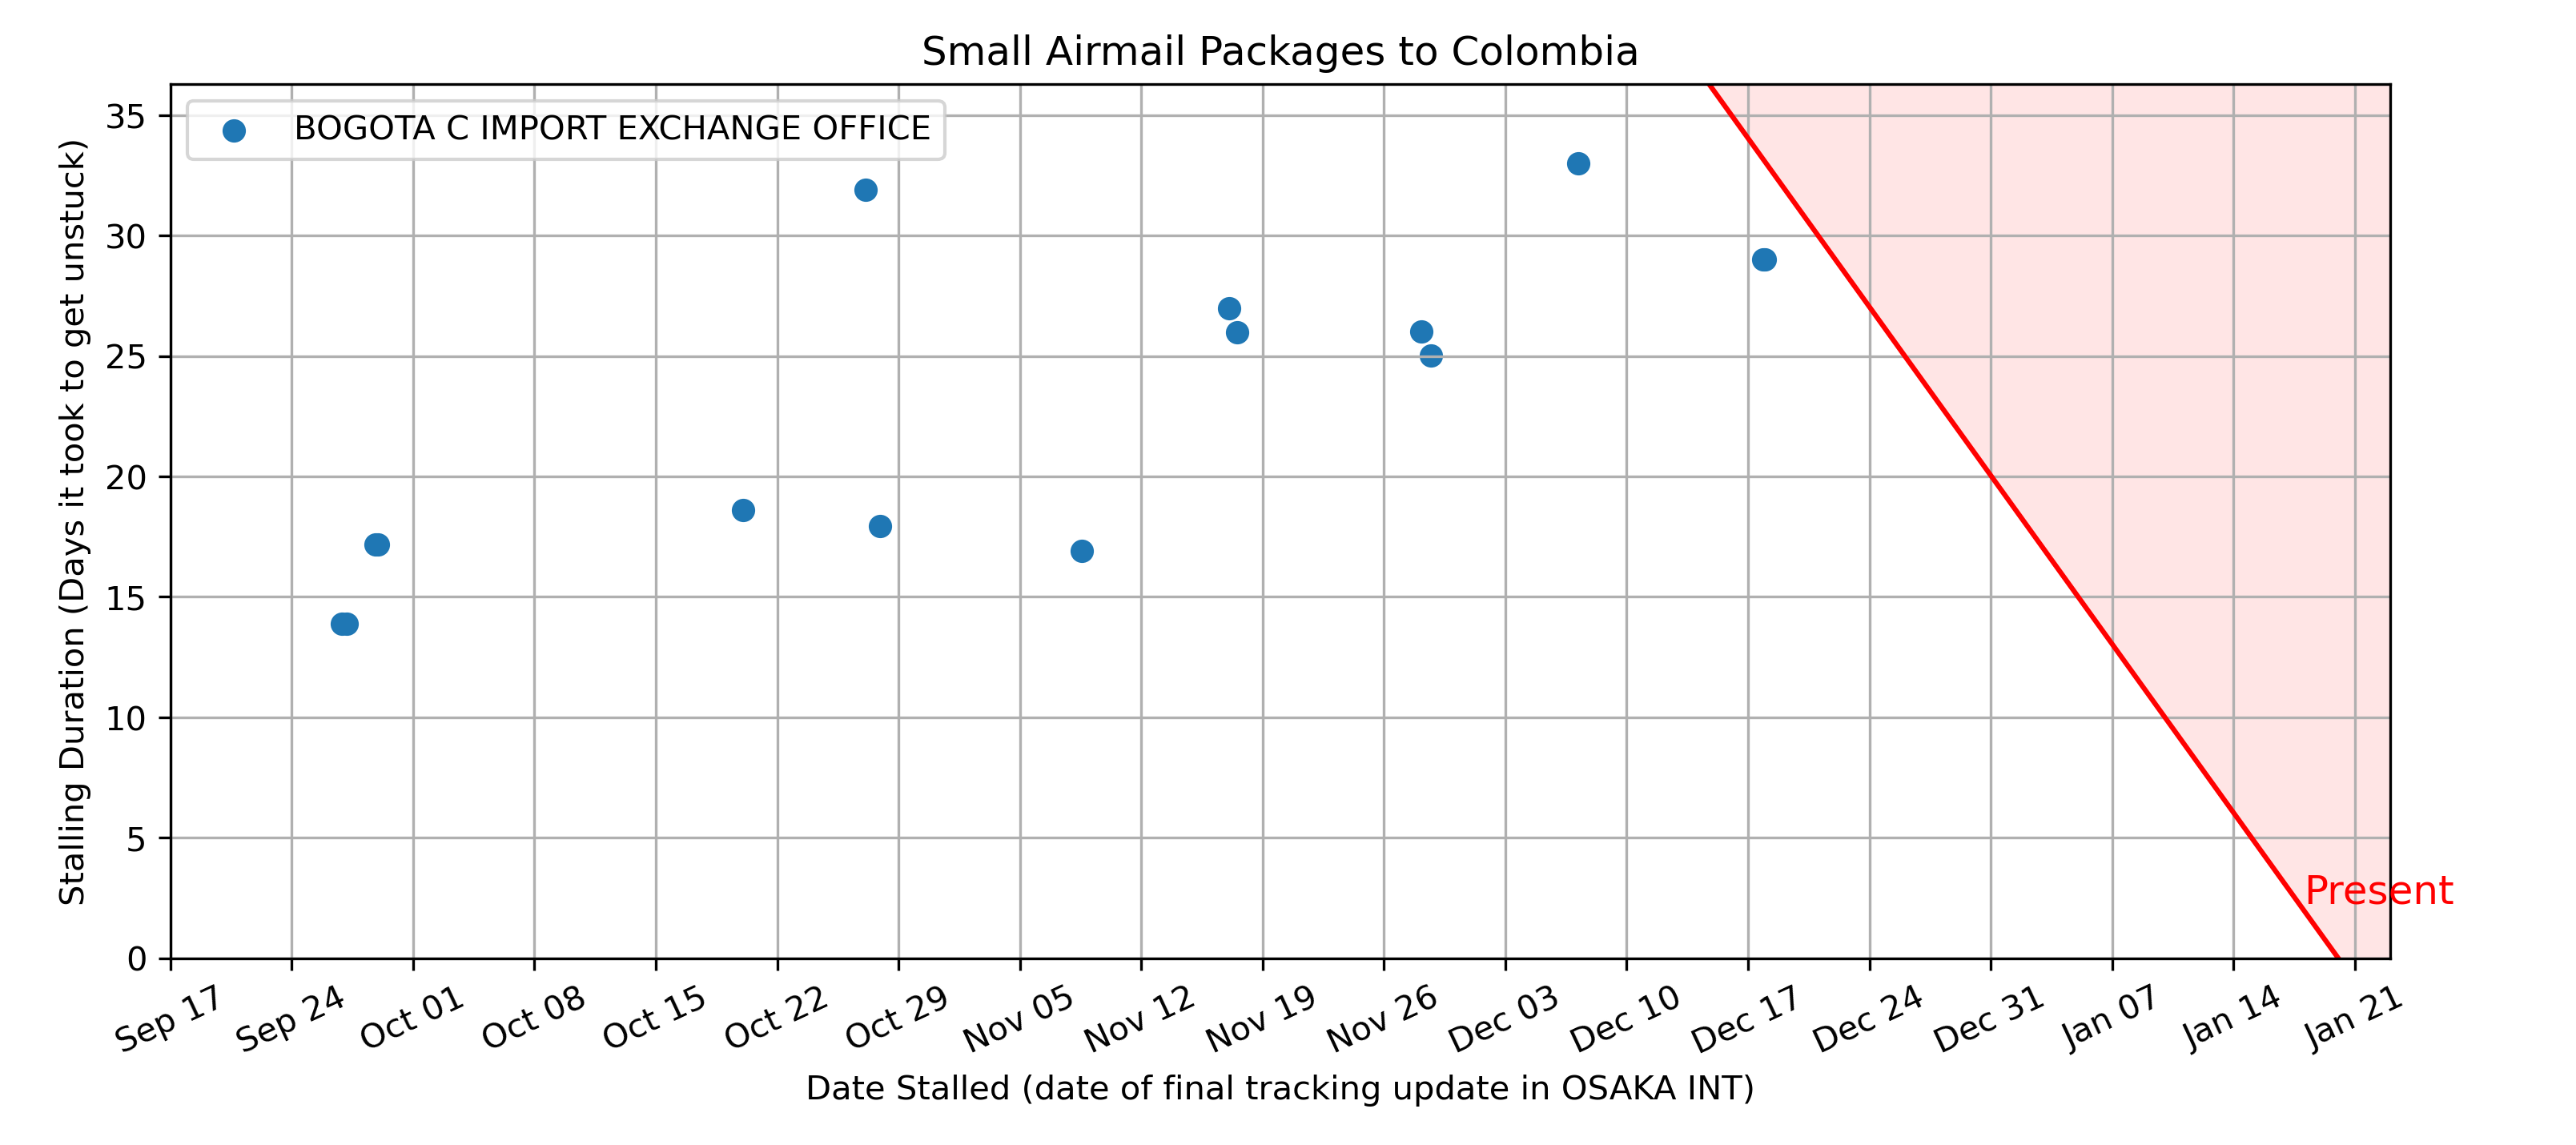 Small Airmail Packages to Colombia
BOGOTA C IMPORT EXCHANGE OFFICE
Stalling Duration (Days it took to get unstuck)
35
30
25
20
15
10
5
0
Present
Sep 17
Sep 24
Oct 01
Oct 08
Oct 15
Oct 22
Oct 29
Nov 05
Nov 12
Nov 19
Nov 26
Dec 03
Dec 10
Dec 17
Dec 24
Dec 31
Jan 07
Jan 14
Jan 21
Date Stalled (date of final tracking update in OSAKA INT)